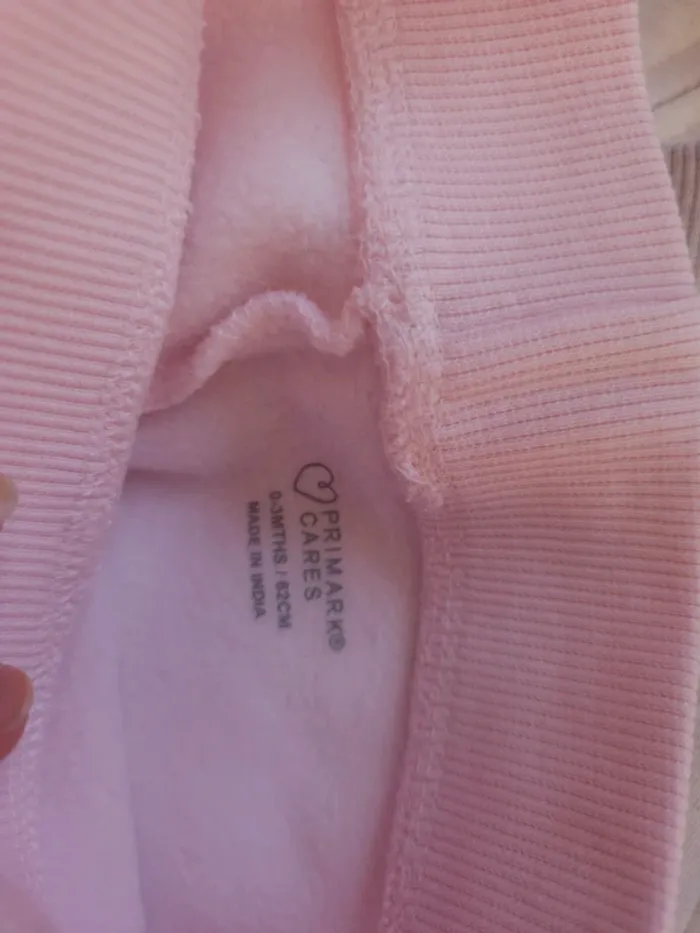 PRIMARK®
CARES
0-3MTHS / 62CM
MADE IN INDIA